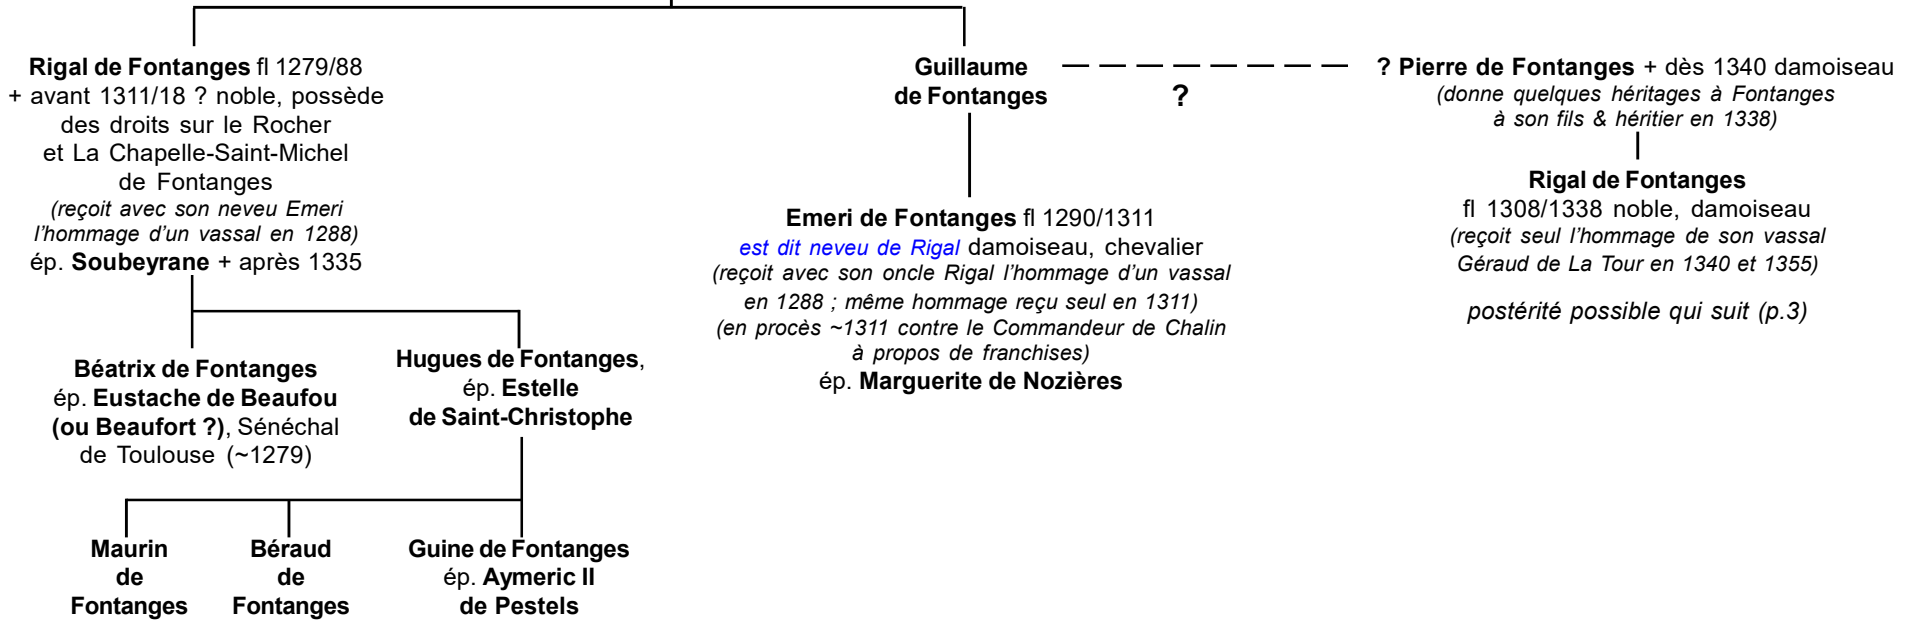 Rigal de Fontanges fl 1279/88
+ avant 1311/18 ? noble, possède
des droits sur le Rocher
et La Chapelle-Saint-Michel
de Fontanges
(reçoit avec son neveu Emeri
l'hommage d'un vassal en 1288)
ép. Soubeyrane + après 1335
Guillaume
de Fontanges
?
? Pierre de Fontanges + dès 1340 damoiseau
(donne quelques héritages à Fontanges
à son fils & héritier en 1338)
Rigal de Fontanges
fl 1308/1338 noble, damoiseau
(reçoit seul l'hommage de son vassal
Géraud de La Tour en 1340 et 1355)
postérité possible qui suit (p.3)
Emeri de Fontanges fl 1290/1311
est dit neveu de Rigal damoiseau, chevalier
(reçoit avec son oncle Rigal l'hommage d'un vassal
en 1288 ; même hommage reçu seul en 1311)
(en procès ~1311 contre le Commandeur de Chalin
à propos de franchises)
ép. Marguerite de Nozières
Béatrix de Fontanges
ép. Eustache de Beaufou
(ou Beaufort ?), Sénéchal
de Toulouse (~1279)
Hugues de Fontanges,
ép. Estelle
de Saint-Christophe
Maurin
de
Fontanges
Béraud
de
Fontanges
Guine de Fontanges
ép. Aymeric II
de Pestels